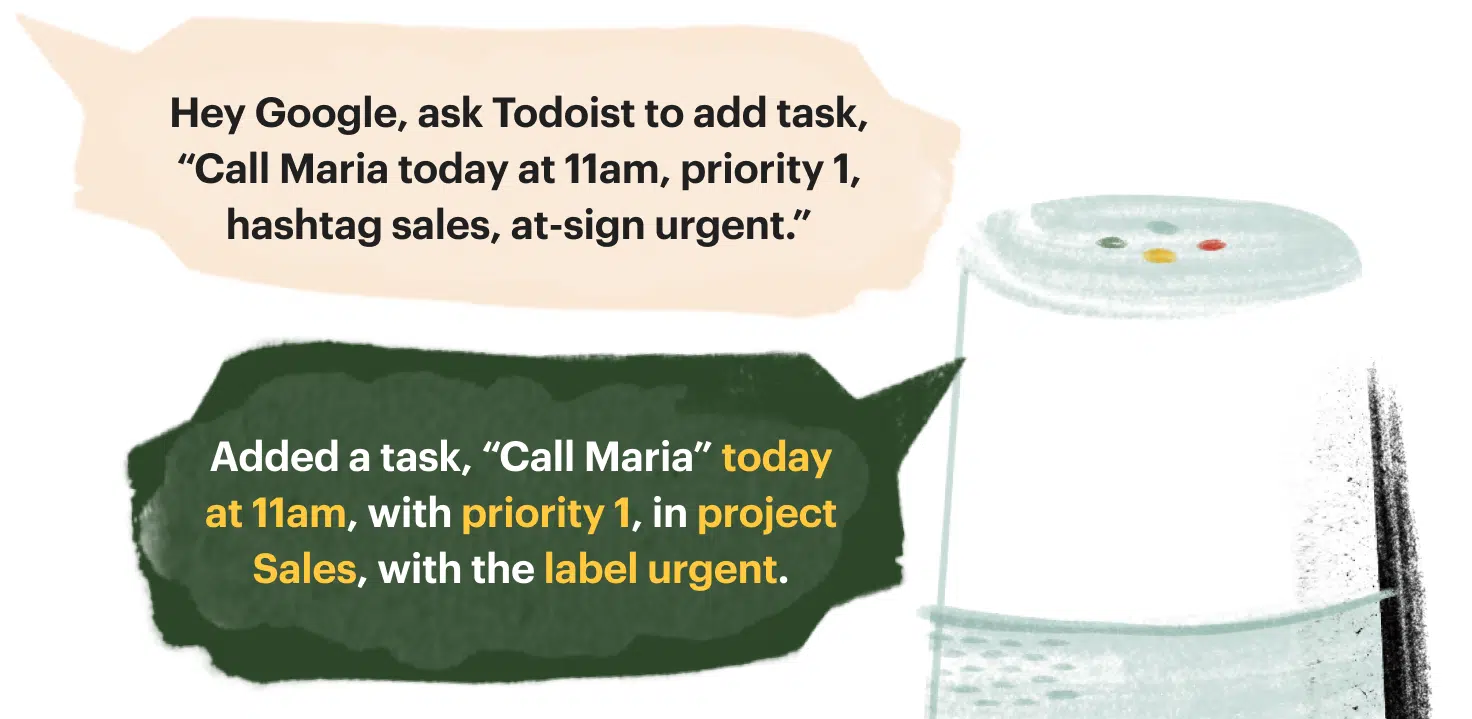 Hey Google, ask Todoist to add task,
“Call Maria today at 11am, priority 1,
hashtag sales, at-sign urgent.”
Added a task, “Call Maria” today
at 11am, with priority 1, in project
Sales, with the label urgent.